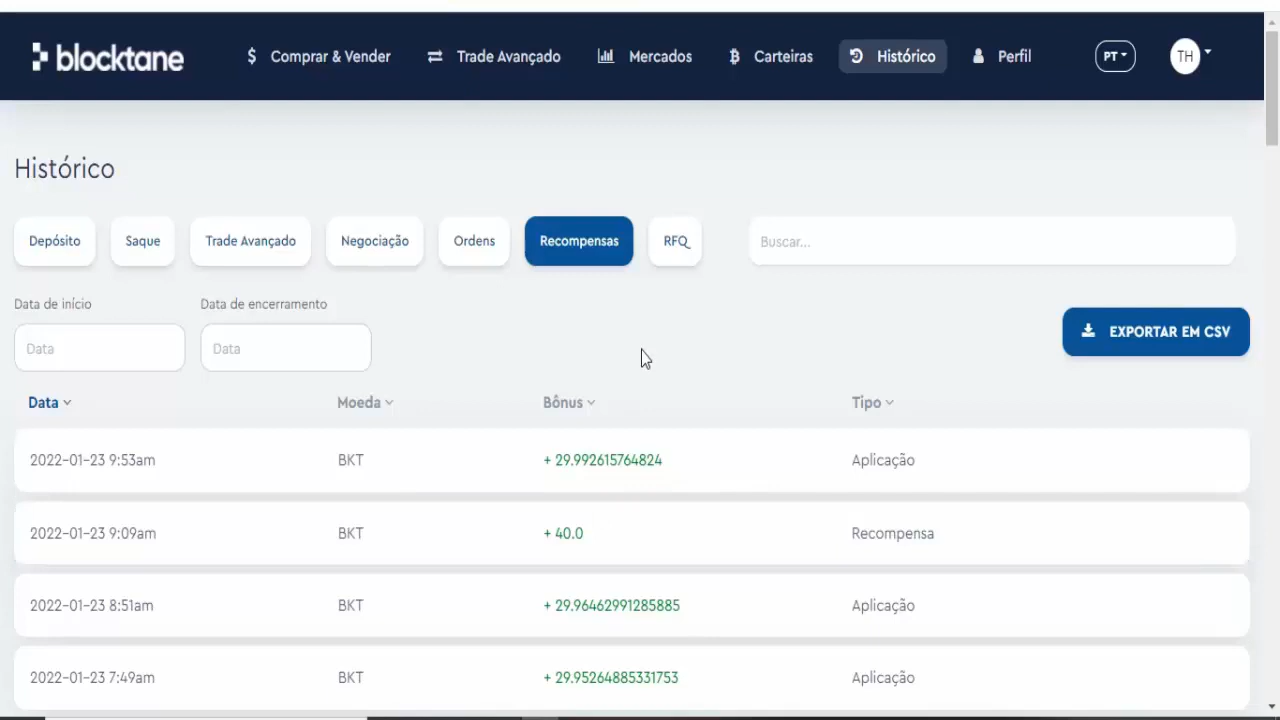 blocktane
$ Comprar & Vender Trade Avançado Mercados Carteiras Histórico Perfil PT TH
Histórico
Depósito Saque Trade Avançado Negociação Ordens Recompensas RFQ Buscar...
Data de início Data de encerramento
Data Data EXPORTAR EM CSV
Data Moeda Bônus Tipo
2022-01-23 9:53am BKT + 29.992615764824 Aplicação
2022-01-23 9:09am BKT + 40.0 Recompensa
2022-01-23 8:51am BKT + 29.96462991285885 Aplicação
2022-01-23 7:49am BKT + 29.95264885331753 Aplicação